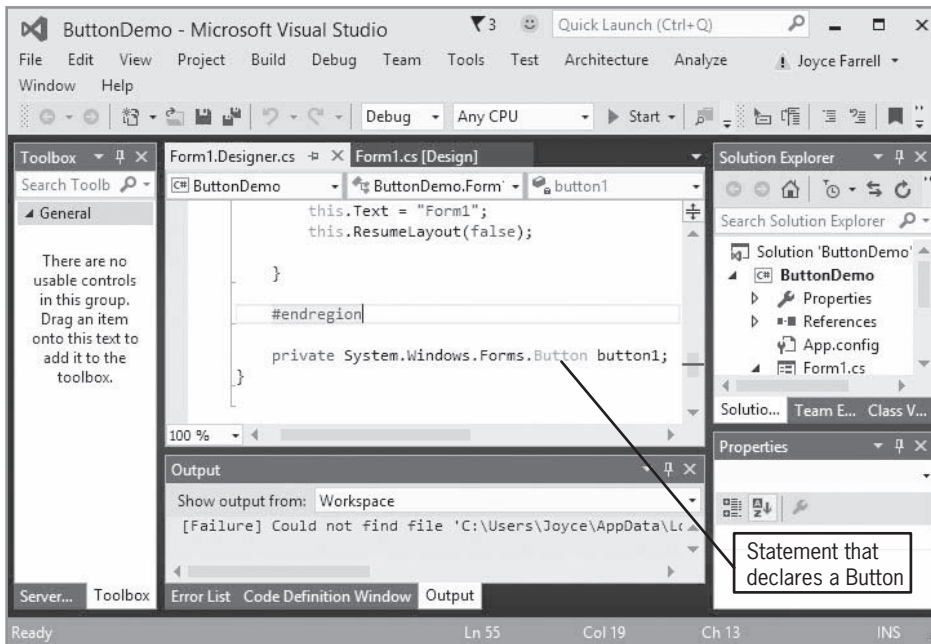 ButtonDemo - Microsoft Visual Studio
3
Quick Launch (Ctrl+Q)
File Edit View Project Build Debug Team Tools Test Architecture Analyze
Joyce Farrell
Window Help
Debug
Any CPU
Start
Toolbox
Search Toolb
General
There are no
usable controls
in this group.
Drag an item
onto this text to
add it to the
toolbox.
Server...
Toolbox
Form1.Designer.cs
Form1.cs [Design]
C# ButtonDemo
ButtonDemo.Form
button1
this.Text = "Form1";
this.ResumeLayout(false);
}
#endregion
private System.Windows.Forms.Button button1;
}
100 %
Output
Show output from: Workspace
[Failure] Could not find file 'C:\Users\Joyce\AppData\Lo
Error List Code Definition Window Output
Solution Explorer
Search Solution Explorer
Solution 'ButtonDemo'
C# ButtonDemo
Properties
References
App.config
Form1.cs
Solutio... Team E... Class V...
Properties
Statement that
declares a Button
Ready
Ln 55
Col 19
Ch 13
INS